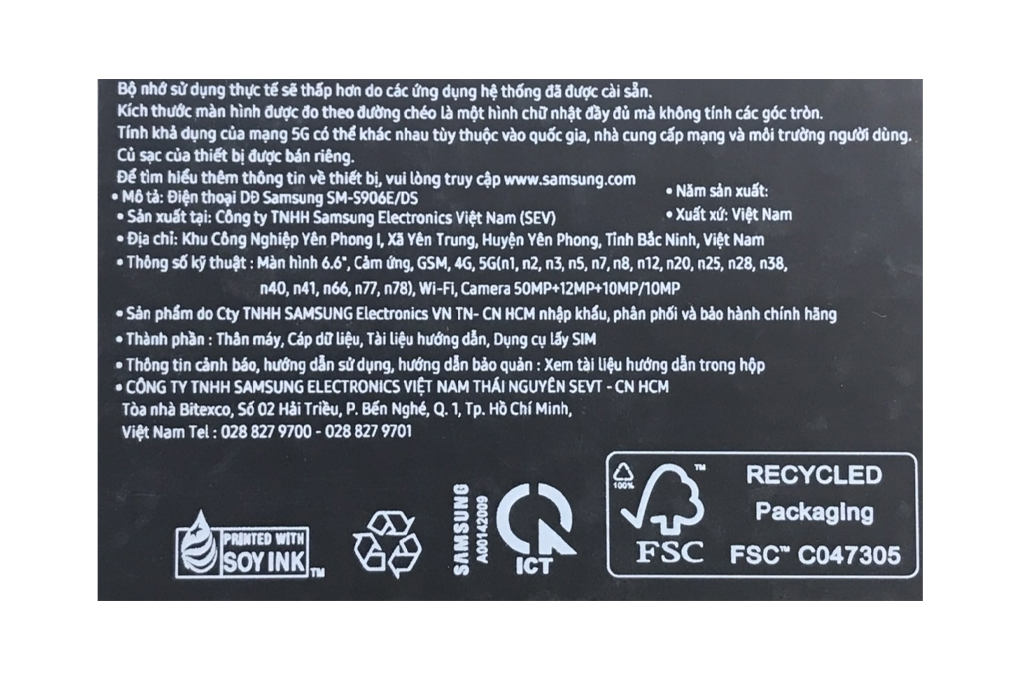 Bộ nhớ sử dụng thực tế sẽ thấp hơn do các ứng dụng hệ thống đã được cài sẵn.
Kích thước màn hình được đo theo đường chéo là một hình chữ nhật đầy đủ mà không tính các góc tròn.
Tính khả dụng của mạng 5G có thể khác nhau tùy thuộc vào quốc gia, nhà cung cấp mạng và môi trường người dùng.
Củ sạc của thiết bị được bán riêng.
Để tìm hiểu thêm thông tin về thiết bị, vui lòng truy cập www.samsung.com
• Mô tả: Điện thoại DĐ Samsung SM-S906E/DS
• Năm sản xuất:
• Sản xuất tại: Công ty TNHH Samsung Electronics Việt Nam (SEV)
• Xuất xứ: Việt Nam
• Địa chỉ: Khu Công Nghiệp Yên Phong I, Xã Yên Trung, Huyện Yên Phong, Tỉnh Bắc Ninh, Việt Nam
• Thông số kỹ thuật : Màn hình 6.6", Cảm ứng, GSM, 4G, 5G(n1, n2, n3, n5, n7, n8, n12, n20, n25, n28, n38,
n40, n41, n66, n77, n78), Wi-Fi, Camera 50MP+12MP+10MP/10MP
• Sản phẩm do Cty TNHH SAMSUNG Electronics VN TN- CN HCM nhập khẩu, phân phối và bảo hành chính hãng
• Thành phần : Thân máy, Cáp dữ liệu, Tài liệu hướng dẫn, Dụng cụ lấy SIM
• Thông tin cảnh báo, hướng dẫn sử dụng, hướng dẫn bảo quản : Xem tài liệu hướng dẫn trong hộp
• CÔNG TY TNHH SAMSUNG ELECTRONICS VIỆT NAM THÁI NGUYÊN SEVT - CN HCM
Tòa nhà Bitexco, Số 02 Hải Triều, P. Bến Nghé, Q. 1, Tp. Hồ Chí Minh,
Việt Nam Tel : 028 827 9700 - 028 827 9701
PRINTED WITH
SOY INK™
SAMSUNG
A00142009
ICT
100%
™
FSC
RECYCLED
Packaging
FSC™ C047305